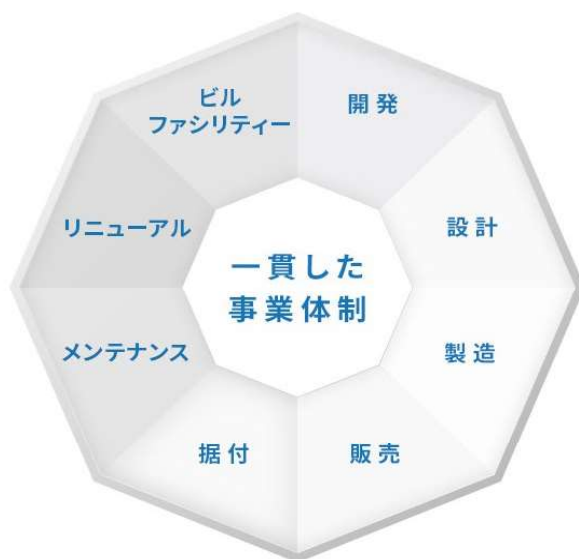 一貫した
事業体制
開発
設計
製造
販売
据付
メンテナンス
リニューアル
ビル
ファシリティー